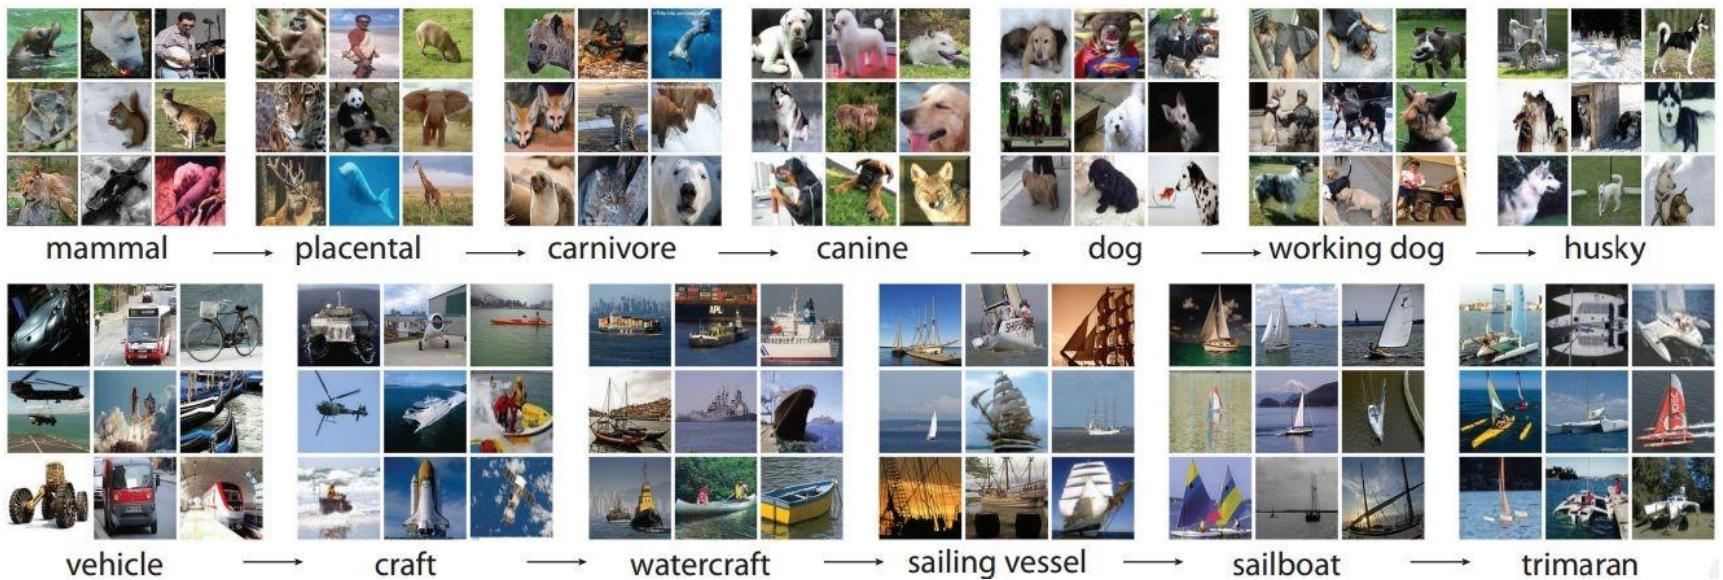 mammal → placental → carnivore → canine → dog → working dog → husky
vehicle → craft → watercraft → sailing vessel → sailboat → trimaran